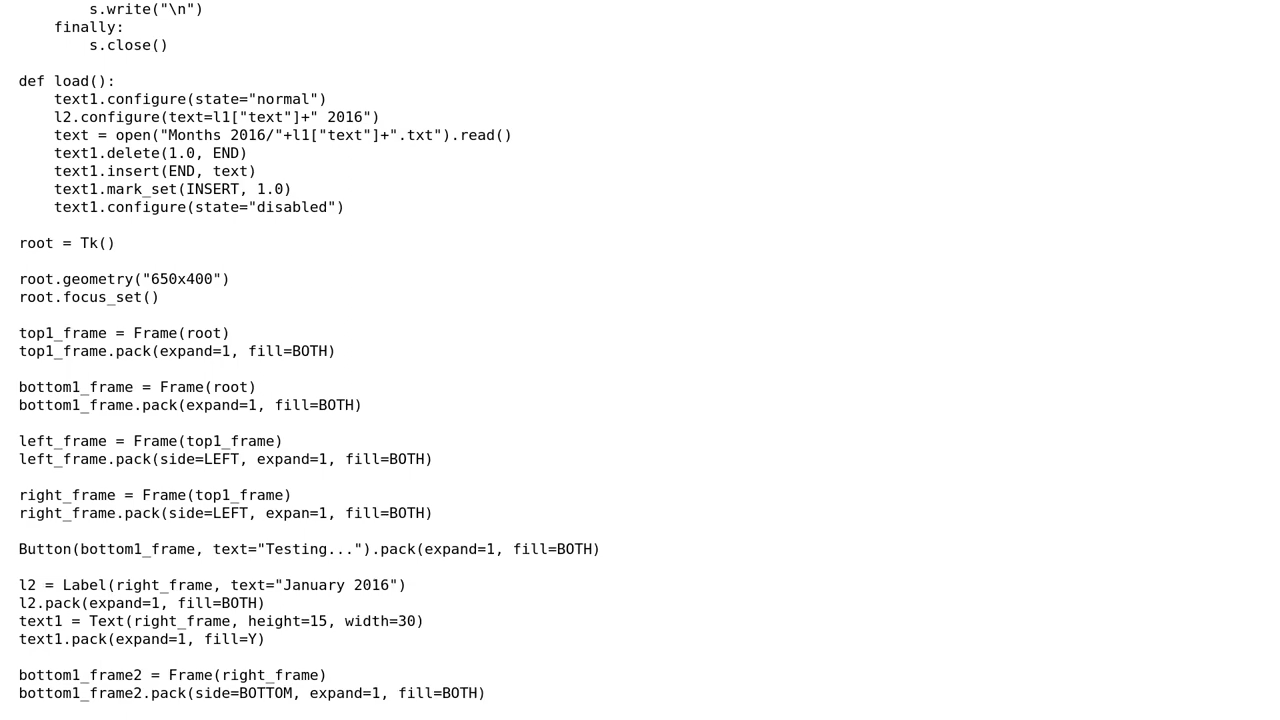 s.write("\n")
    finally:
        s.close()

def load():
    text1.configure(state="normal")
    l2.configure(text=l1["text"]+" 2016")
    text = open("Months 2016/"+l1["text"]+".txt").read()
    text1.delete(1.0, END)
    text1.insert(END, text)
    text1.mark_set(INSERT, 1.0)
    text1.configure(state="disabled")

root = Tk()

root.geometry("650x400")
root.focus_set()

top1_frame = Frame(root)
top1_frame.pack(expand=1, fill=BOTH)

bottom1_frame = Frame(root)
bottom1_frame.pack(expand=1, fill=BOTH)

left_frame = Frame(top1_frame)
left_frame.pack(side=LEFT, expand=1, fill=BOTH)

right_frame = Frame(top1_frame)
right_frame.pack(side=LEFT, expan=1, fill=BOTH)

Button(bottom1_frame, text="Testing...").pack(expand=1, fill=BOTH)

l2 = Label(right_frame, text="January 2016")
l2.pack(expand=1, fill=BOTH)
text1 = Text(right_frame, height=15, width=30)
text1.pack(expand=1, fill=Y)

bottom1_frame2 = Frame(right_frame)
bottom1_frame2.pack(side=BOTTOM, expand=1, fill=BOTH)